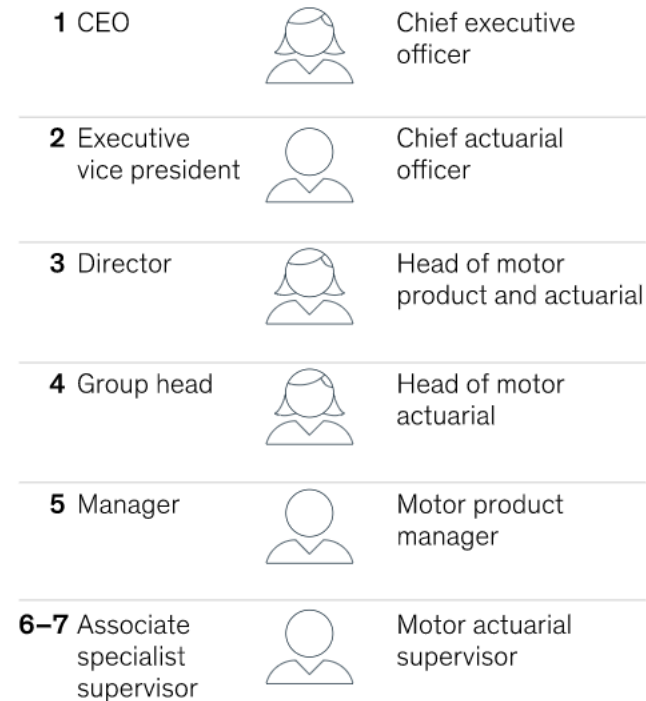 1 CEO
Chief executive
officer
2 Executive
vice president
Chief actuarial
officer
3 Director
Head of motor
product and actuarial
4 Group head
Head of motor
actuarial
5 Manager
Motor product
manager
6–7 Associate
specialist
supervisor
Motor actuarial
supervisor